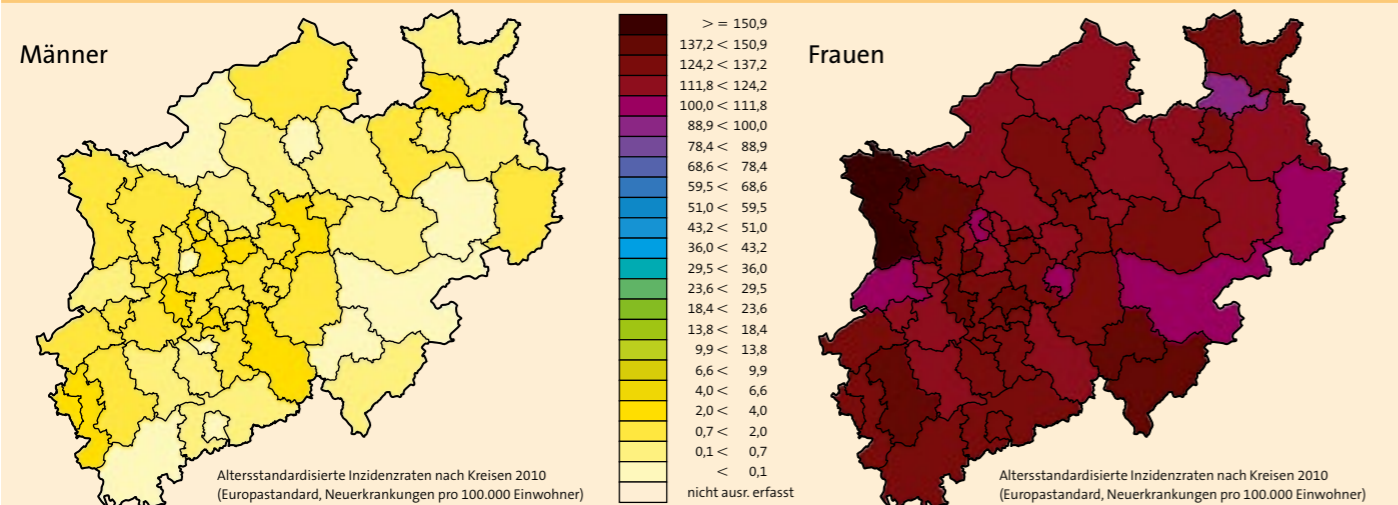 Männer
> = 150,9
137,2 < 150,9
124,2 < 137,2
111,8 < 124,2
100,0 < 111,8
88,9 < 100,0
78,4 < 88,9
68,6 < 78,4
59,5 < 68,6
51,0 < 59,5
43,2 < 51,0
36,0 < 43,2
29,5 < 36,0
23,6 < 29,5
18,4 < 23,6
13,8 < 18,4
9,9 < 13,8
6,6 < 9,9
4,0 < 6,6
2,0 < 4,0
0,7 < 2,0
0,1 < 0,7
< 0,1
nicht ausr. erfasst
Altersstandardisierte Inzidenzraten nach Kreisen 2010
(Europastandard, Neuerkrankungen pro 100.000 Einwohner)
Frauen
Altersstandardisierte Inzidenzraten nach Kreisen 2010
(Europastandard, Neuerkrankungen pro 100.000 Einwohner)